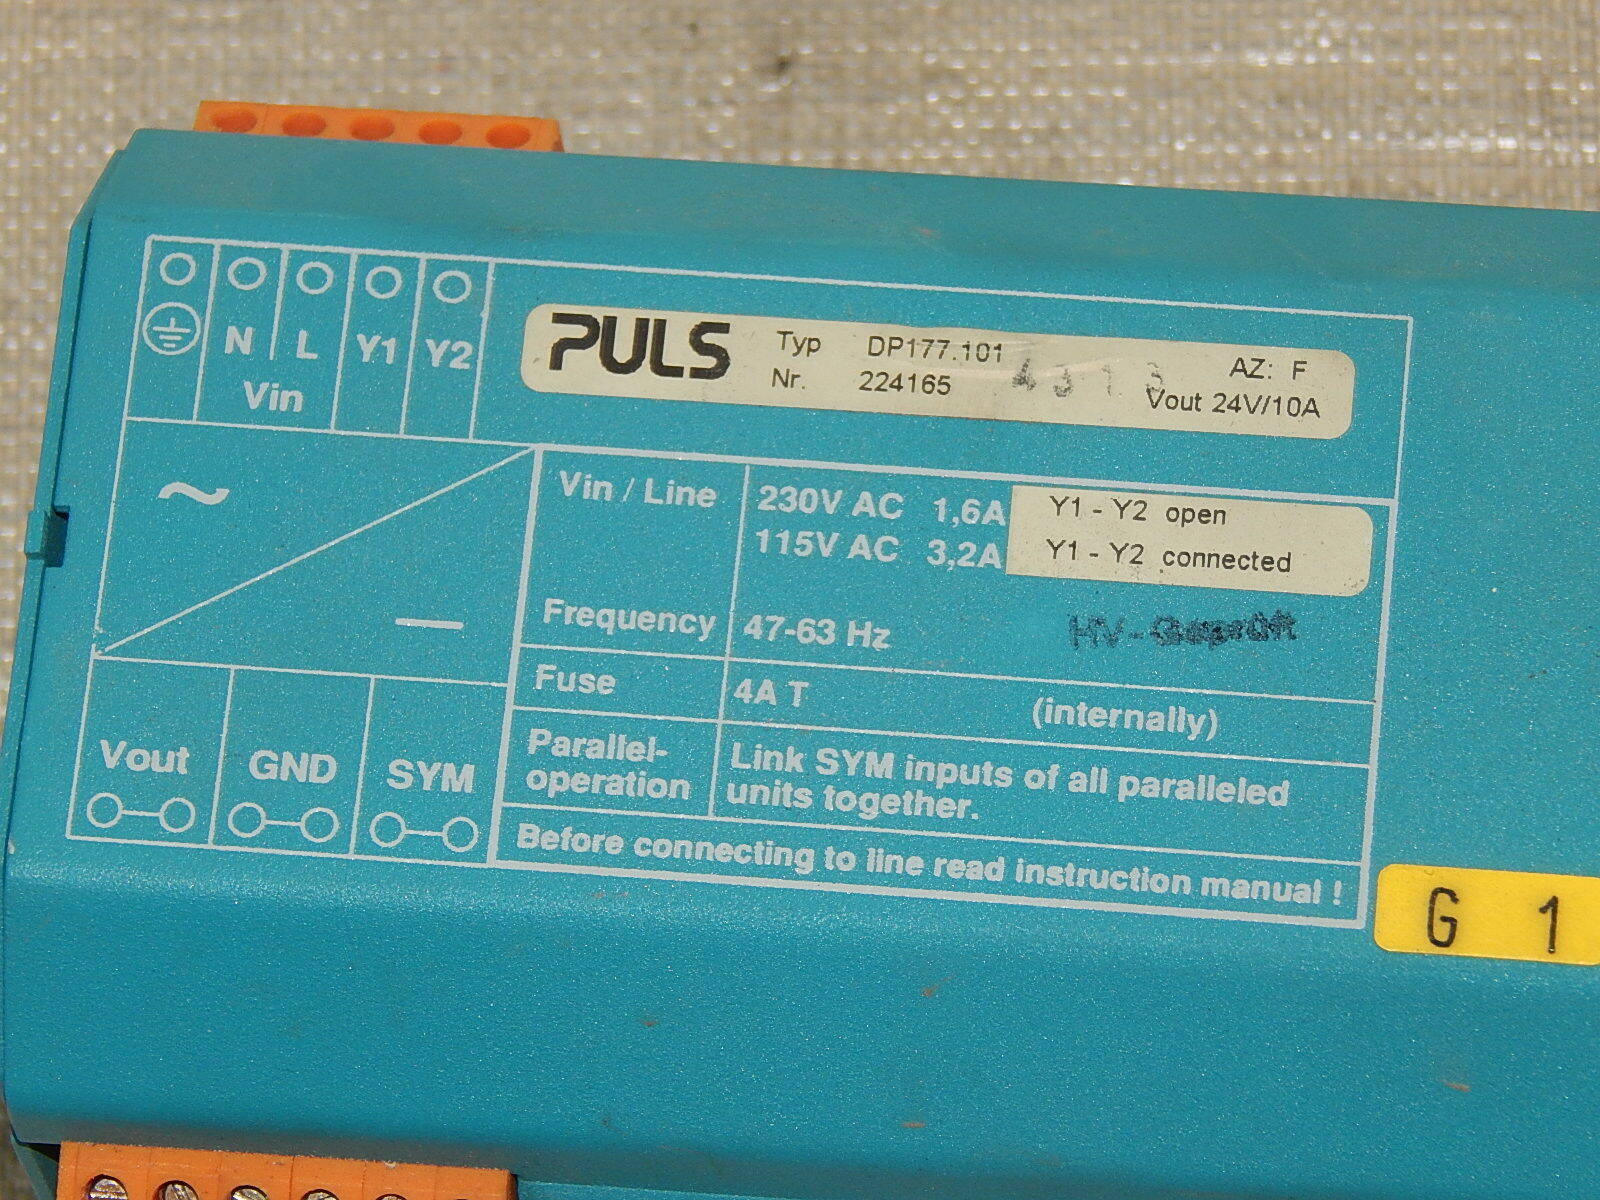 N L Y1 Y2
Vin
PULS Typ DP177.101 AZ: F
Nr. 224165 4313 Vout 24V/10A
Vin / Line 230V AC 1,6A Y1 - Y2 open
115V AC 3,2A Y1 - Y2 connected
Frequency 47-63 Hz HV-Geprüft
Fuse 4A T (internally)
Parallel-
operation
Link SYM inputs of all paralleled
units together.
Before connecting to line read instruction manual !
~
—
Vout GND SYM
G 1